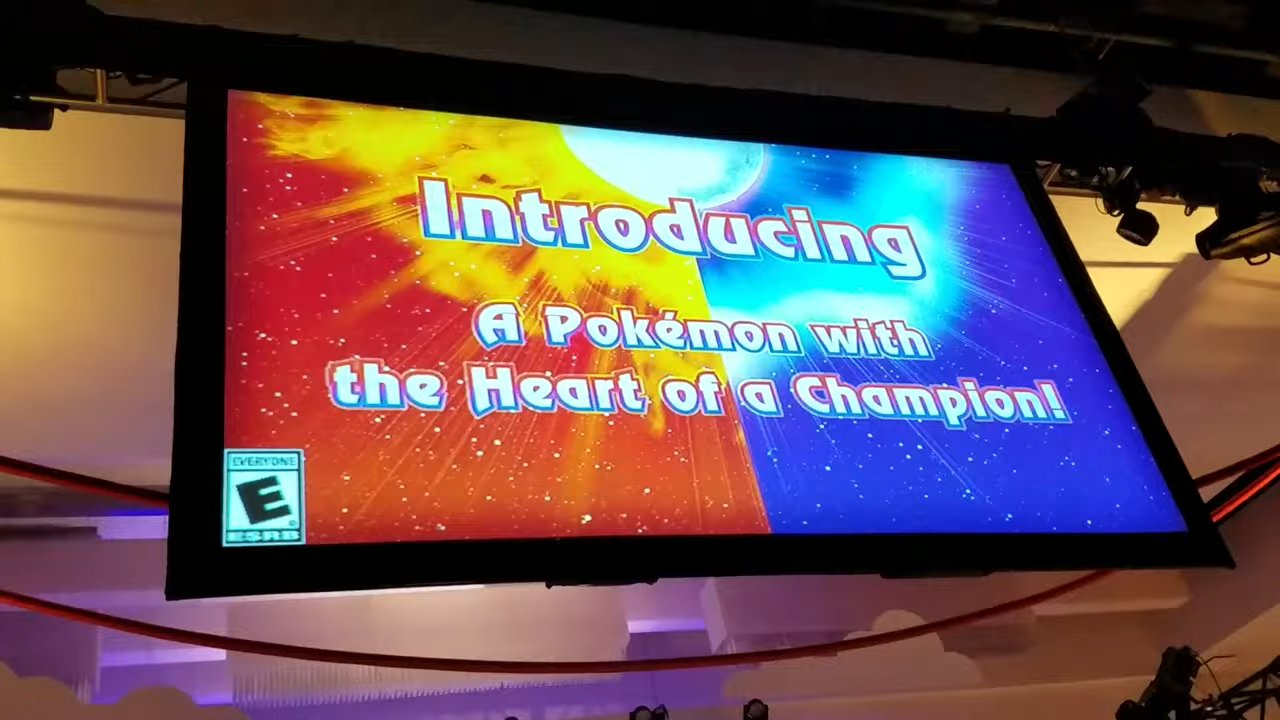 Introducing
A Pokémon with
the Heart of a Champion!
EVERYONE
E
ESRB